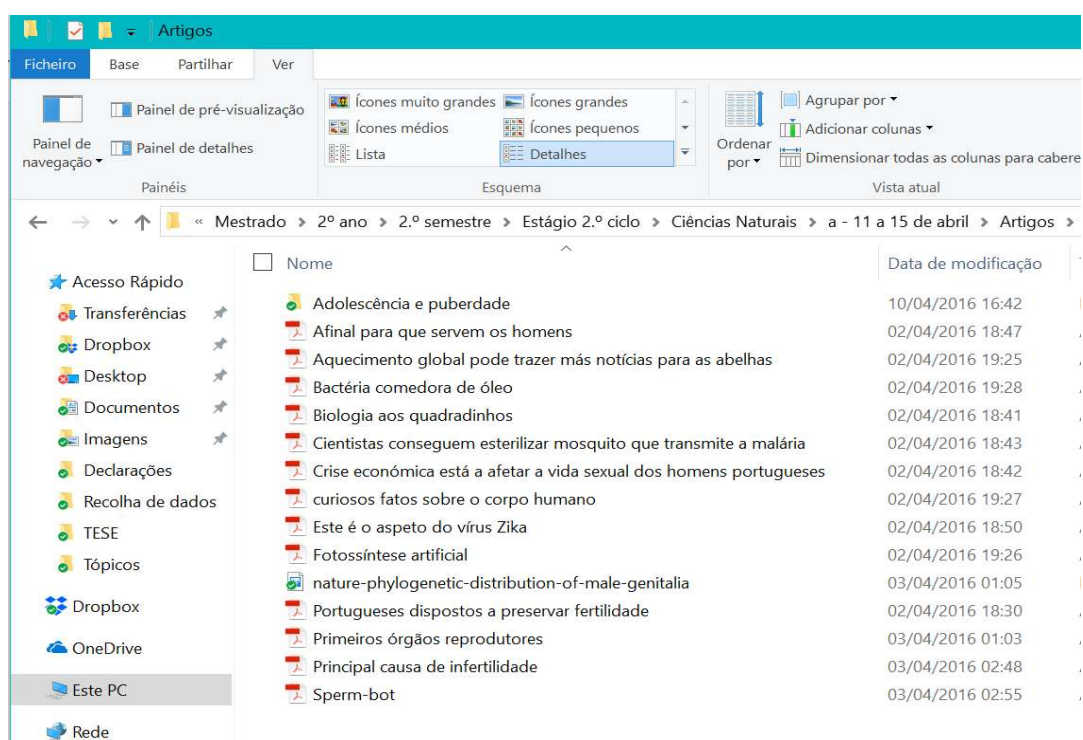 Artigos
Ficheiro Base Partilhar Ver
Painel de navegação
Painel de pré-visualização
Painel de detalhes
Painéis
Ícones muito grandes Ícones grandes
Ícones médios Ícones pequenos
Lista Detalhes
Esquema
Ordenar por
Agrupar por
Adicionar colunas
Dimensionar todas as colunas para cabere
Vista atual
« Mestrado > 2º ano > 2.º semestre > Estágio 2.º ciclo > Ciências Naturais > a - 11 a 15 de abril > Artigos >
Acesso Rápido
Transferências
Dropbox
Desktop
Documentos
Imagens
Declarações
Recolha de dados
TESE
Tópicos
Dropbox
OneDrive
Este PC
Rede
Nome Data de modificação
Adolescência e puberdade 10/04/2016 16:42
Afinal para que servem os homens 02/04/2016 18:47
Aquecimento global pode trazer más notícias para as abelhas 02/04/2016 19:25
Bactéria comedora de óleo 02/04/2016 19:28
Biologia aos quadradinhos 02/04/2016 18:41
Cientistas conseguem esterilizar mosquito que transmite a malária 02/04/2016 18:43
Crise económica está a afetar a vida sexual dos homens portugueses 02/04/2016 18:42
curiosos fatos sobre o corpo humano 02/04/2016 19:27
Este é o aspeto do vírus Zika 02/04/2016 18:50
Fotossíntese artificial 02/04/2016 19:26
nature-phylogenetic-distribution-of-male-genitalia 03/04/2016 01:05
Portugueses dispostos a preservar fertilidade 02/04/2016 18:30
Primeiros órgãos reprodutores 03/04/2016 01:03
Principal causa de infertilidade 03/04/2016 02:48
Sperm-bot 03/04/2016 02:55